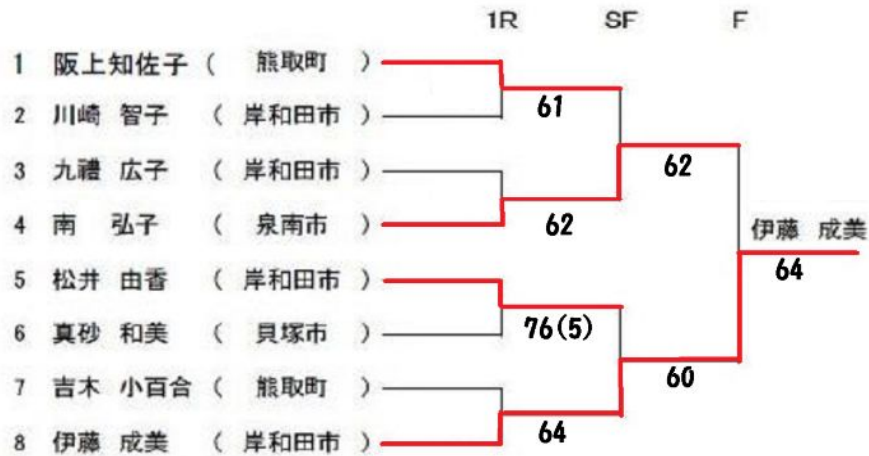 1R SF F
1 阪上知佐子 ( 熊取町 )
61
2 川崎 智子 ( 岸和田市 )
62
3 九禮 広子 ( 岸和田市 )
62
4 南 弘子 ( 泉南市 )
伊藤 成美
64
5 松井 由香 ( 岸和田市 )
76(5)
6 真砂 和美 ( 貝塚市 )
60
7 吉木 小百合 ( 熊取町 )
64
8 伊藤 成美 ( 岸和田市 )